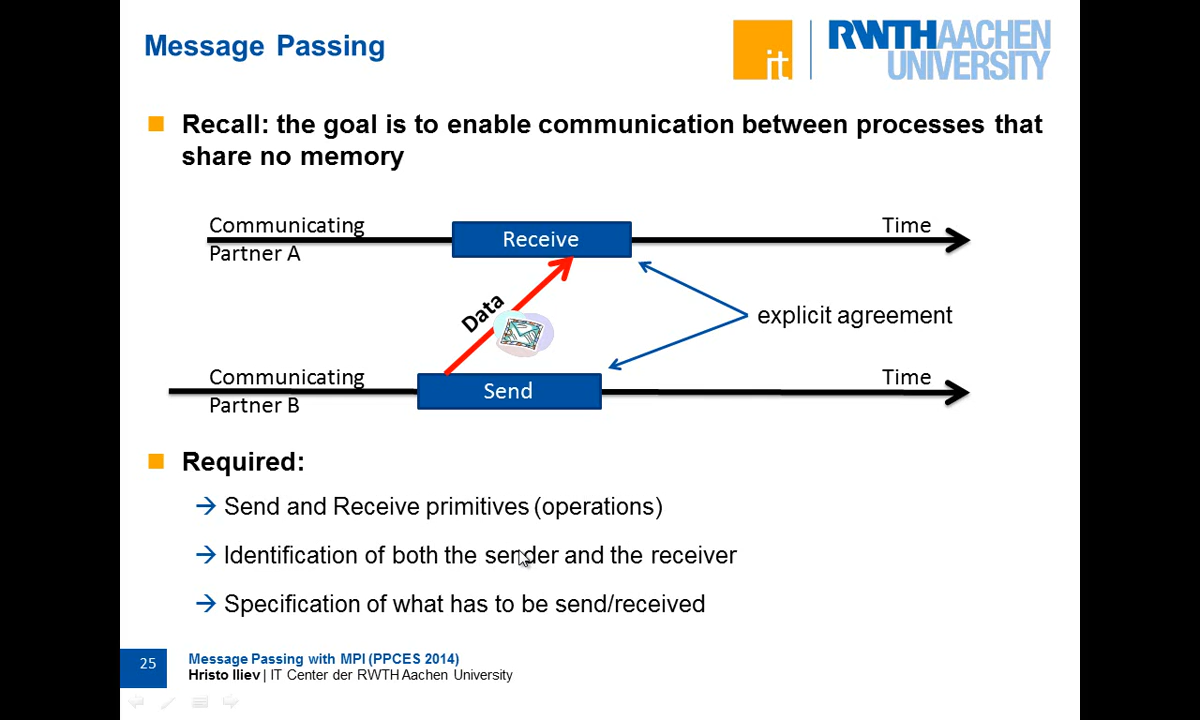 Message Passing
it
RWTHAACHEN
UNIVERSITY
Recall: the goal is to enable communication between processes that
share no memory
Communicating
Partner A
Receive
Time
Data
explicit agreement
Communicating
Partner B
Send
Time
Required:
Send and Receive primitives (operations)
Identification of both the sender and the receiver
Specification of what has to be send/received
25
Message Passing with MPI (PPCES 2014)
Hristo Iliev | IT Center der RWTH Aachen University